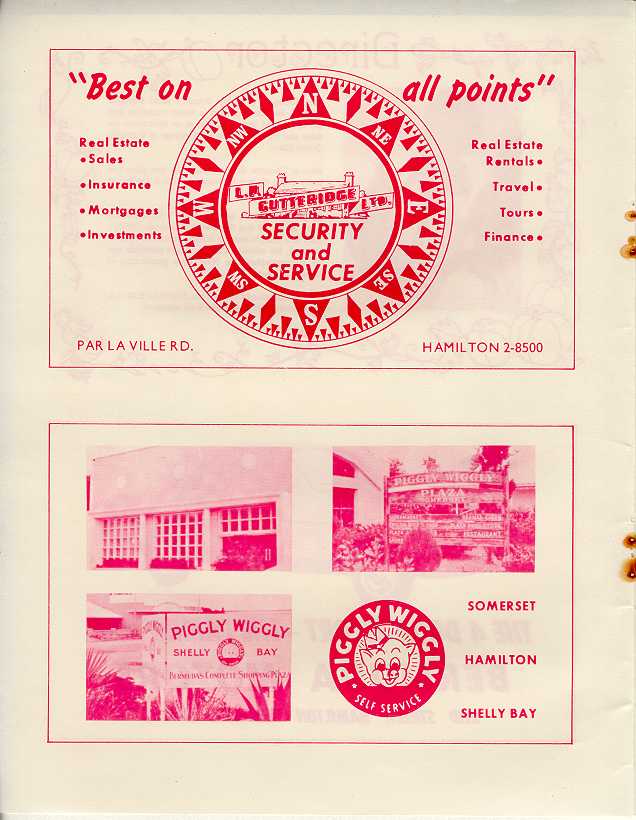 "Best on all points"
Real Estate
• Sales
• Insurance
• Mortgages
• Investments
N
NE
E
SE
S
SW
W
NW
L.P.
GUTTERIDGE
LTD.
SECURITY
and
SERVICE
Real Estate
Rentals •
Travel •
Tours •
Finance •
PAR LA VILLE RD.
HAMILTON 2-8500
PIGGLY WIGGLY
PLAZA
SOMERSET
RESTAURANT
PIGGLY WIGGLY
SHELLY BAY
BERMUDA'S COMPLETE SHOPPING PLAZA
PIGGLY WIGGLY
SELF SERVICE
SOMERSET
HAMILTON
SHELLY BAY